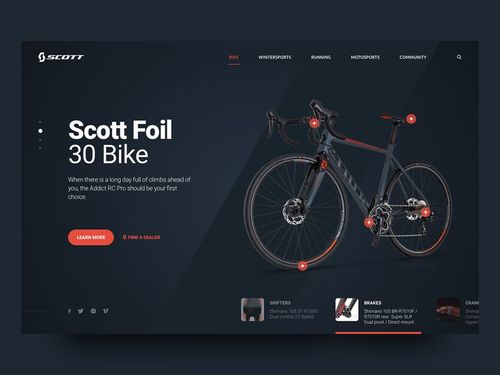 SCOTT
BIKE
WINTERSPORTS
RUNNING
MOTOSPORTS
COMMUNITY
Scott Foil
30 Bike
When there is a long day full of climbs ahead of
you, the Addict RC Pro should be your first
choice.
LEARN MORE
FIND A DEALER
SHIFTERS
Shimano 105 ST-R7000
Dual control 22 Speed
BRAKES
Shimano 105 BR-R7010F /
R7010R rear. Super SLR
Dual pivot / Direct mount
CRANK